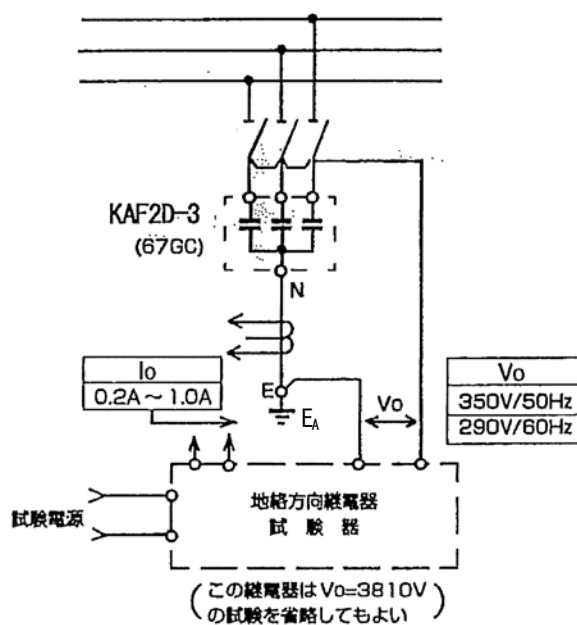 KAF2D-3
(67GC)
N
Io
0.2A～1.0A
E
E_A
Vo
Vo
350V/50Hz
290V/60Hz
地絡方向継電器
試験器
試験電源
(この継電器はVo=3810V
の試験を省略してもよい)